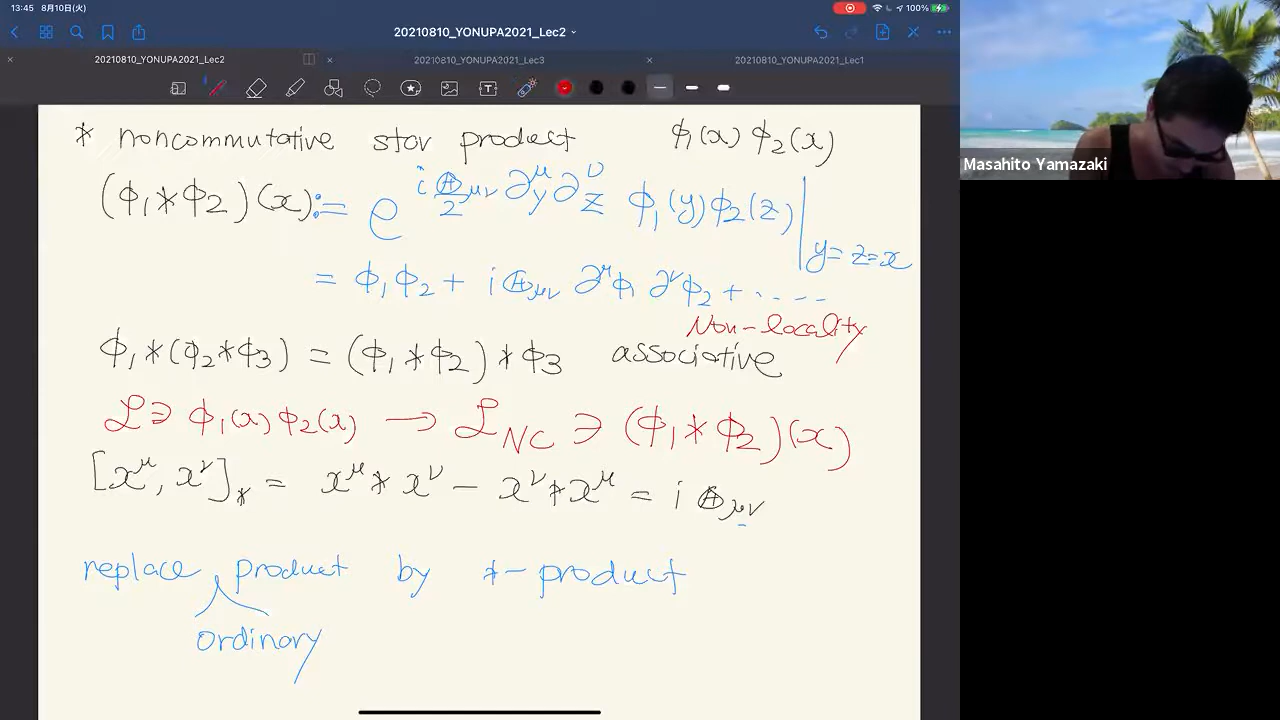 13:45 8月10日(火)
100%
20210810_YONUPA2021_Lec2
20210810_YONUPA2021_Lec2 20210810_YONUPA2021_Lec3 20210810_YONUPA2021_Lec1
* noncommutative star product ϕ₁(x) ϕ₂(x)
(ϕ₁*ϕ₂)(x) := e^{i θ_{μν}/2 ∂_y^μ ∂_z^ν} ϕ₁(y)ϕ₂(z)|_{y=z=x}
= ϕ₁ϕ₂ + i θ_{μν} ∂^μϕ₁ ∂^νϕ₂ + .....
Non-locality
ϕ₁*(ϕ₂*ϕ₃) = (ϕ₁*ϕ₂)*ϕ₃ associative
ℒ∋ ϕ₁(x)ϕ₂(x) → ℒ_{NC} ∋ (ϕ₁*ϕ₂)(x)
[x^μ, x^ν]_* = x^μ * x^ν − x^ν * x^μ = i θ_{μν}
replace product by *-product
ordinary
Masahito Yamazaki